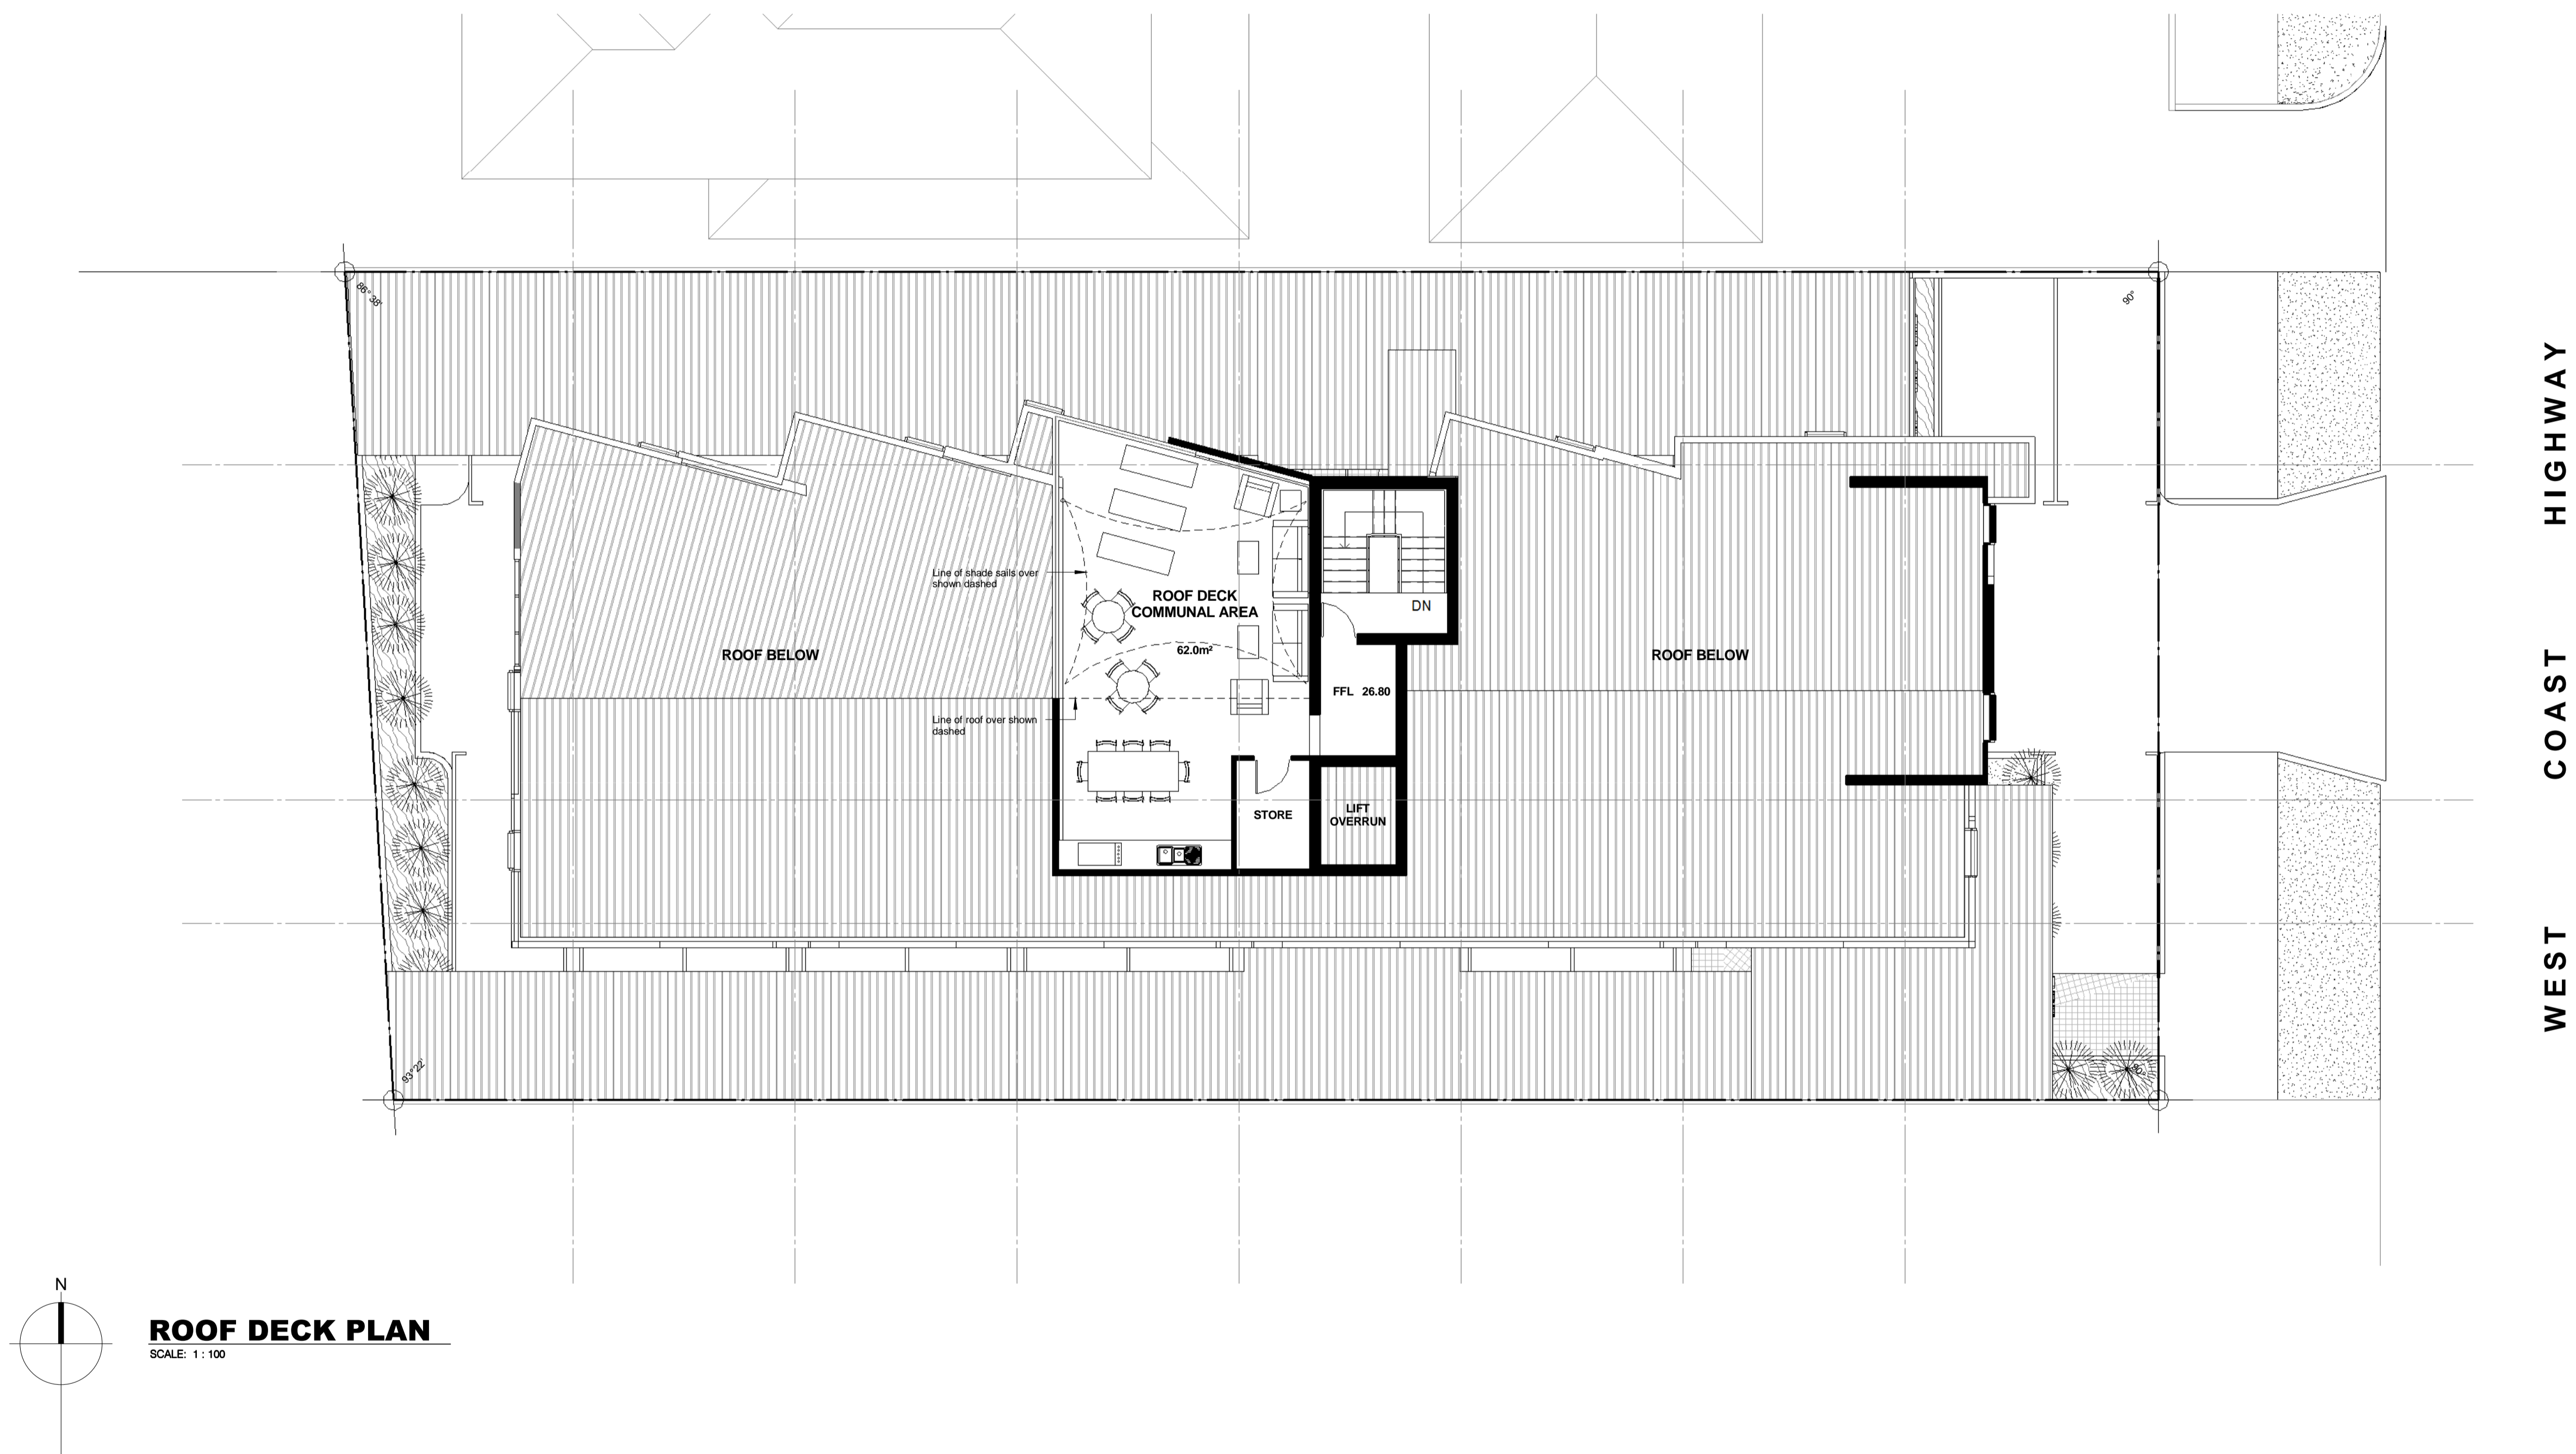 86° 38'
90°
HIGHWAY
Line of shade sails over
shown dashed
ROOF DECK
COMMUNAL AREA
DN
ROOF BELOW
62.0m²
ROOF BELOW
FFL 26.80
COAST
Line of roof over shown
dashed
LIFT
OVERRUN
STORE
WEST
93°22'
90°
N
ROOF DECK PLAN
SCALE: 1 : 100